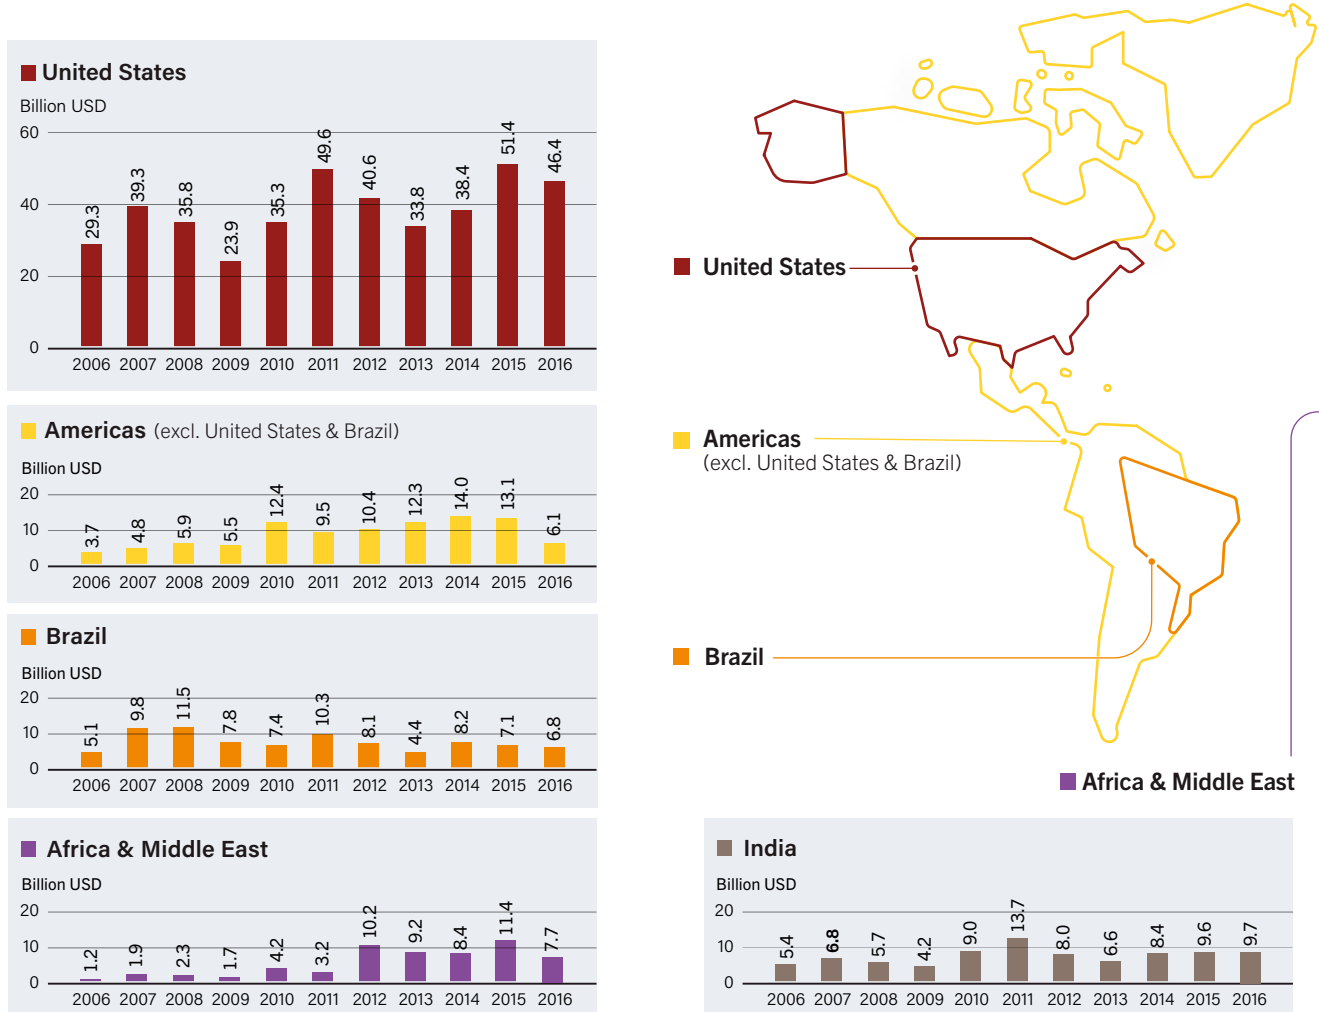 United States
Billion USD
60
40
20
0
29.3 39.3 35.8 23.9 35.3 49.6 40.6 33.8 38.4 51.4 46.4
2006 2007 2008 2009 2010 2011 2012 2013 2014 2015 2016
Americas (excl. United States & Brazil)
Billion USD
20
10
0
3.7 4.8 5.9 5.5 12.4 9.5 10.4 12.3 14.0 13.1 6.1
2006 2007 2008 2009 2010 2011 2012 2013 2014 2015 2016
Brazil
Billion USD
20
10
0
5.1 9.8 11.5 7.8 7.4 10.3 8.1 4.4 8.2 7.1 6.8
2006 2007 2008 2009 2010 2011 2012 2013 2014 2015 2016
Africa & Middle East
Billion USD
20
10
0
1.2 1.9 2.3 1.7 4.2 3.2 10.2 9.2 8.4 11.4 7.7
2006 2007 2008 2009 2010 2011 2012 2013 2014 2015 2016
United States
Americas
(excl. United States & Brazil)
Brazil
Africa & Middle East
India
Billion USD
20
10
0
5.4 6.8 5.7 4.2 9.0 13.7 8.0 6.6 8.4 9.6 9.7
2006 2007 2008 2009 2010 2011 2012 2013 2014 2015 2016